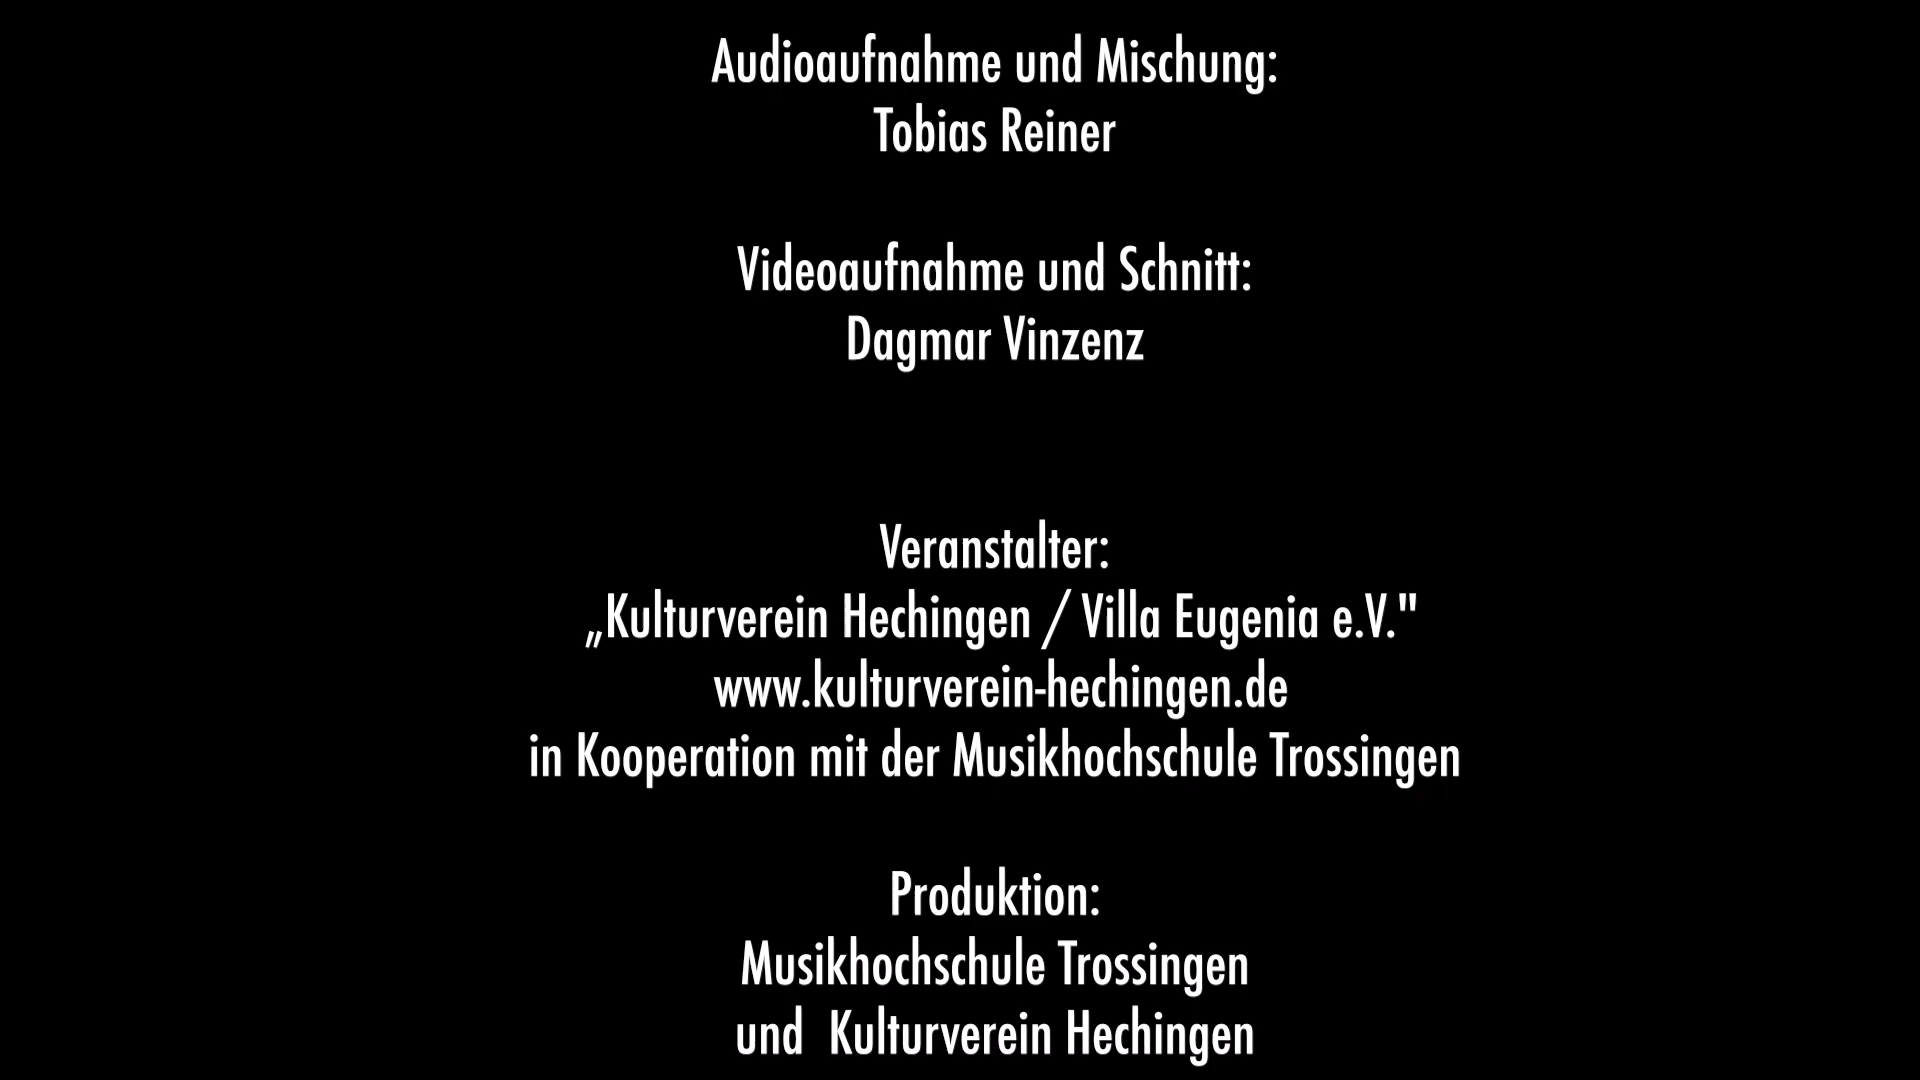 Audioaufnahme und Mischung:
Tobias Reiner
Videoaufnahme und Schnitt:
Dagmar Vinzenz
Veranstalter:
„Kulturverein Hechingen / Villa Eugenia e.V."
www.kulturverein-hechingen.de
in Kooperation mit der Musikhochschule Trossingen
Produktion:
Musikhochschule Trossingen
und  Kulturverein Hechingen